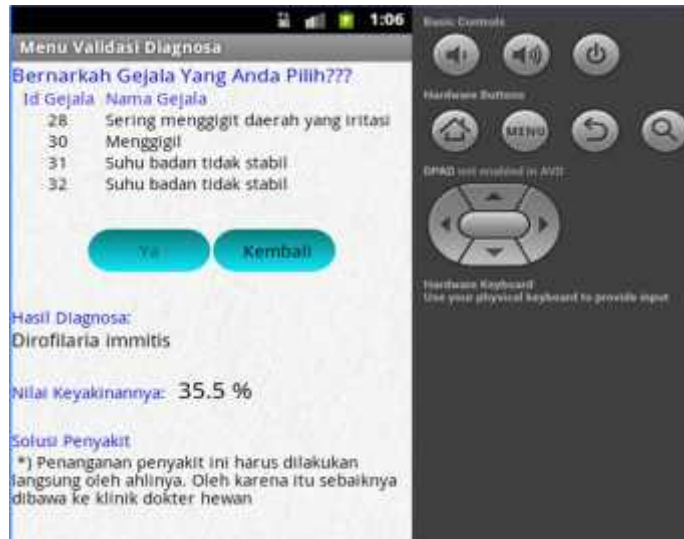 1:06
Menu Validasi Diagnosa
Bernarkah Gejala Yang Anda Pilih???
Id Gejala Nama Gejala
28 Sering menggigit daerah yang iritasi
30 Menggigil
31 Suhu badan tidak stabil
32 Suhu badan tidak stabil
Ya Kembali
Hasil Diagnosa:
Dirofilaria immitis
Nilai Keyakinannya: 35.5 %
Solusi Penyakit
*) Penanganan penyakit ini harus dilakukan
langsung oleh ahlinya. Oleh karena itu sebaiknya
dibawa ke klinik dokter hewan
Basic Controls
Hardware Buttons
MENU
DPAD not enabled in AVD
Hardware Keyboard
Use your physical keyboard to provide input